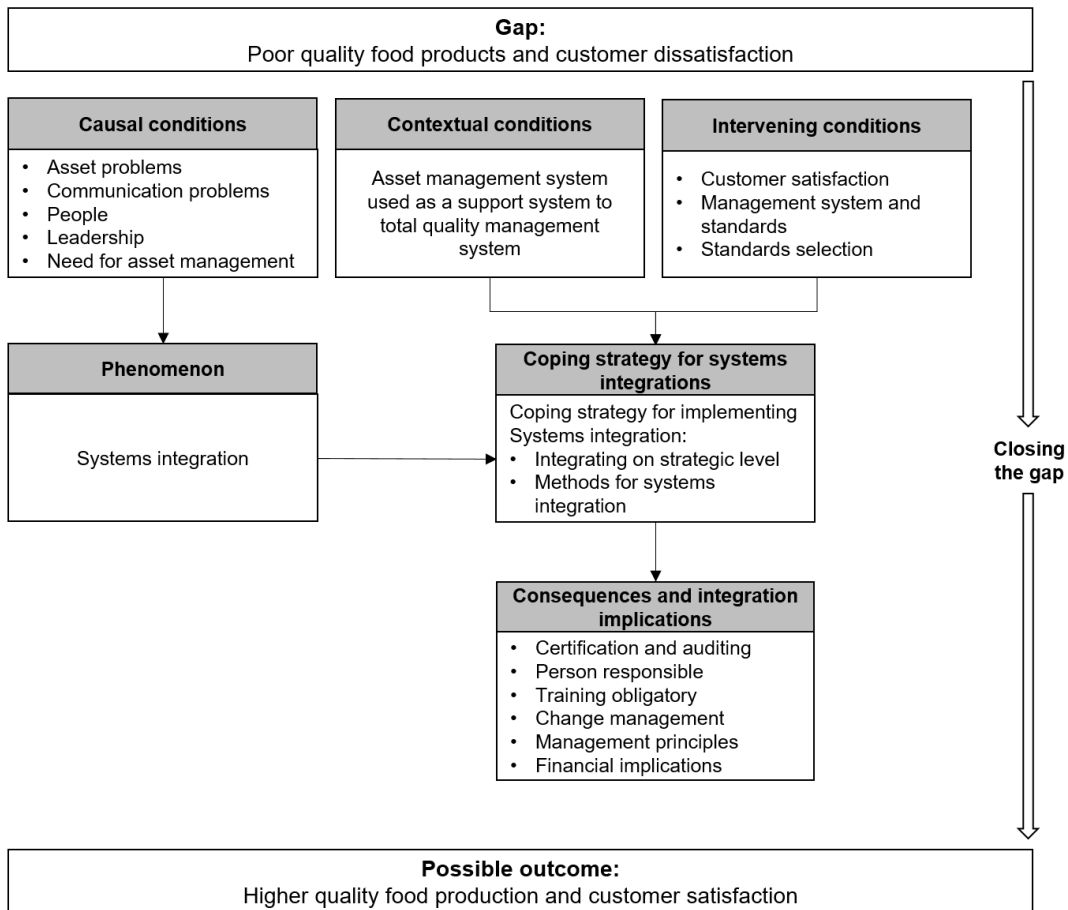 Gap:
Poor quality food products and customer dissatisfaction
Causal conditions
• Asset problems
• Communication problems
• People
• Leadership
• Need for asset management
Contextual conditions
Asset management system
used as a support system to
total quality management
system
Intervening conditions
• Customer satisfaction
• Management system and
standards
• Standards selection
Phenomenon
Systems integration
Coping strategy for systems
integrations
Coping strategy for implementing
Systems integration:
• Integrating on strategic level
• Methods for systems
integration
Closing
the gap
Consequences and integration
implications
• Certification and auditing
• Person responsible
• Training obligatory
• Change management
• Management principles
• Financial implications
Possible outcome:
Higher quality food production and customer satisfaction